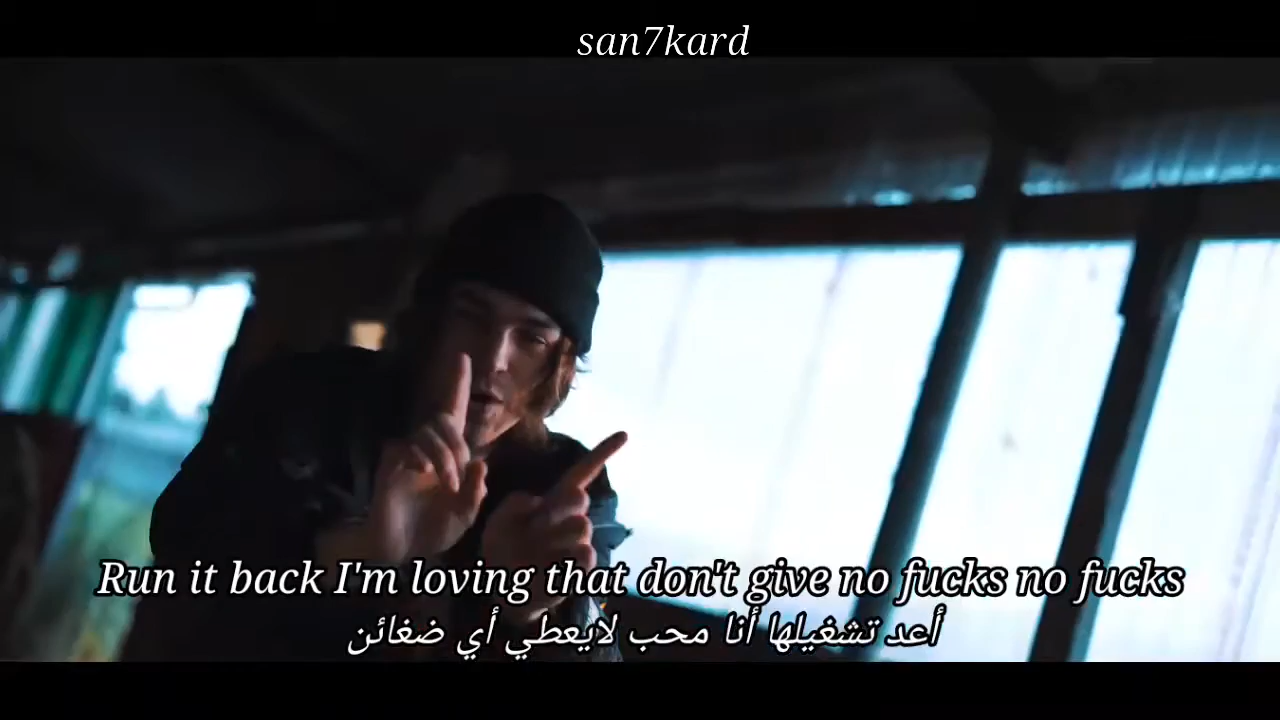 san7kard
Run it back I'm loving that don't give no fucks no fucks
أعد تشغيلها أنا محب لايعطي أي ضغائن